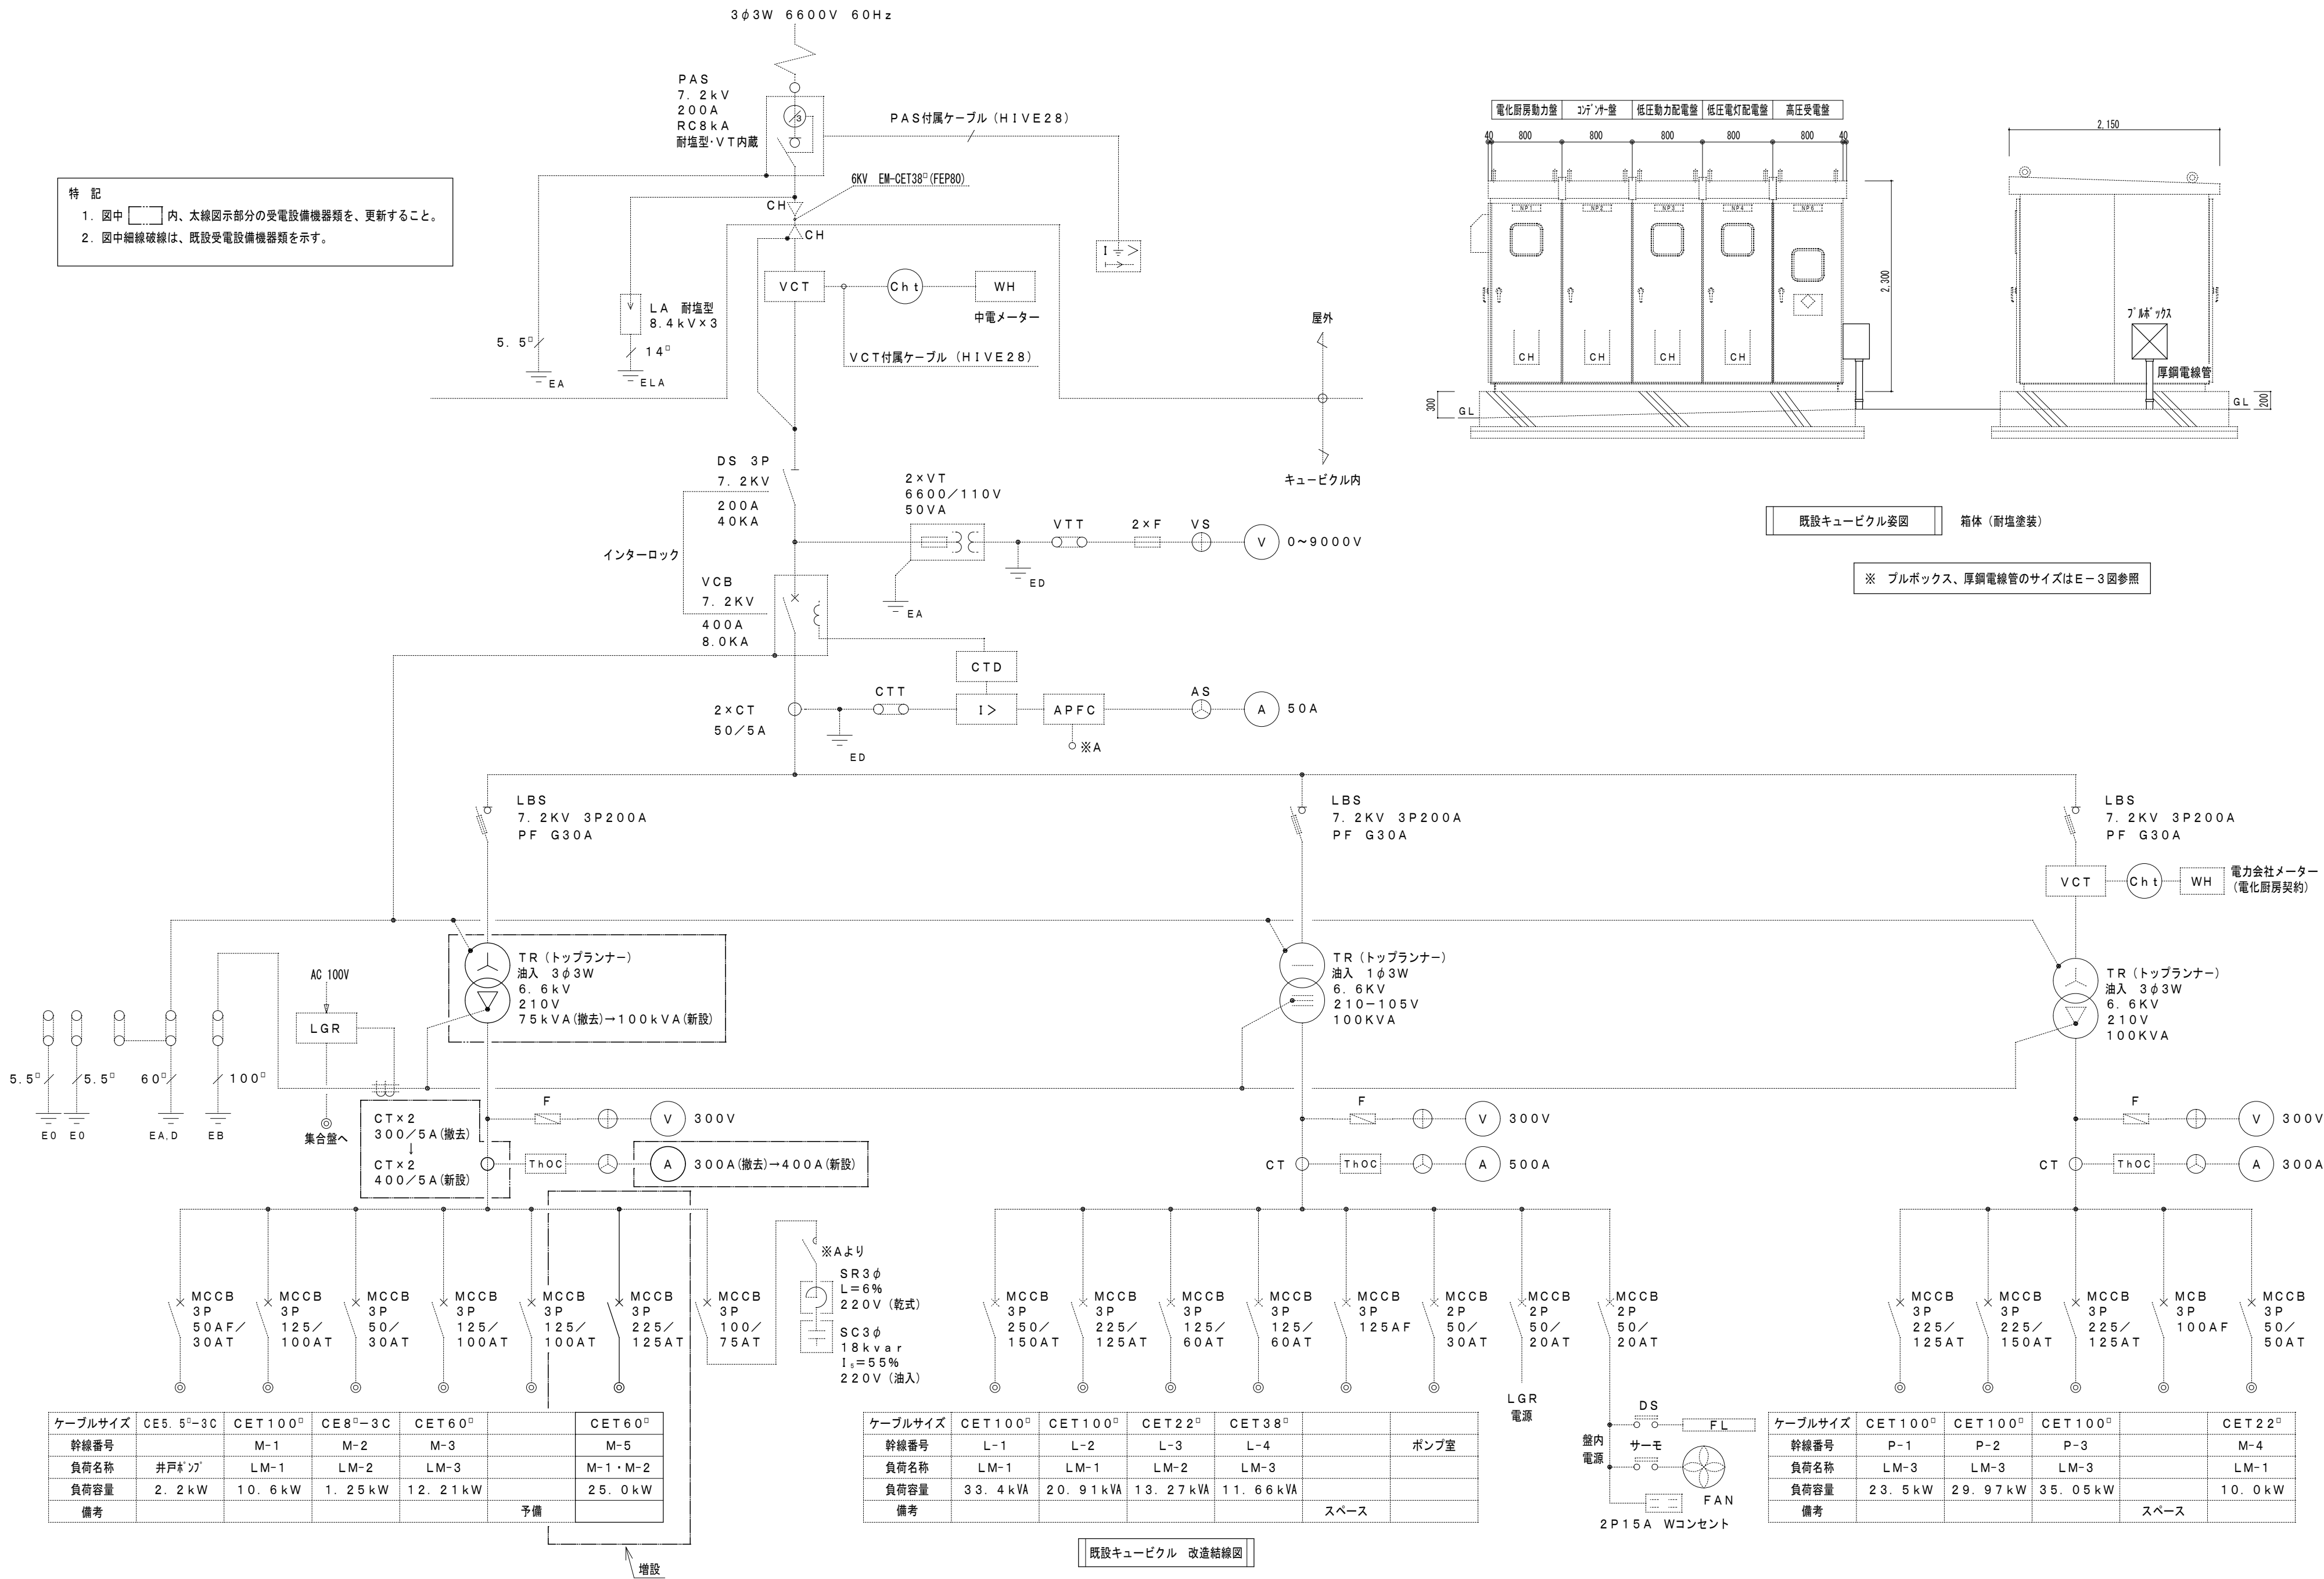 3φ3W 6600V 60Hz
PAS
7.2kV
200A
RC8kA
耐塩型・VT内蔵
3
PAS付属ケーブル(HIVE28)
6KV EM-CET38□(FEP80)
CH
CH
I >
特 記
1. 図中 内、太線図示部分の受電設備機器類を、更新すること。
2. 図中細線破線は、既設受電設備機器類を示す。
VCT
Cht
WH
中電メーター
VCT付属ケーブル(HIVE28)
LA 耐塩型
8.4kV×3
5.5□
EA
14□
ELA
屋外
キュービクル内
電化厨房動力盤 コンデンサー盤 低圧動力配電盤 低圧電灯配電盤 高圧受電盤
40 800 800 800 800 800 40
NP1 NP2 NP3 NP4 NP6
CH CH CH CH
2,300
300
GL
2,150
プルボックス
厚鋼電線管
GL
200
既設キュービクル姿図
箱体(耐塩塗装)
※ プルボックス、厚鋼電線管のサイズはE-3図参照
DS 3P
7.2KV
200A
40KA
インターロック
VCB
7.2KV
400A
8.0KA
2×VT
6600/110V
50VA
EA
ED
VTT
2×F
VS
V
0~9000V
CTD
2×CT
50/5A
ED
CTT
I>
APFC
※A
AS
A
50A
LBS
7.2KV 3P200A
PF G30A
LBS
7.2KV 3P200A
PF G30A
LBS
7.2KV 3P200A
PF G30A
VCT
Cht
WH
電力会社メーター
(電化厨房契約)
TR(トップランナー)
油入 3φ3W
6.6kV
210V
75kVA(撤去)→100kVA(新設)
TR(トップランナー)
油入 1φ3W
6.6KV
210-105V
100KVA
TR(トップランナー)
油入 3φ3W
6.6KV
210V
100KVA
AC100V
LGR
集合盤へ
5.5□
5.5□
60□
100□
EO EO EA,D EB
CT×2
300/5A(撤去)
↓
CT×2
400/5A(新設)
F
V
300V
ThOC
A
300A(撤去)→400A(新設)
F
V
300V
CT
ThOC
A
500A
F
V
300V
CT
ThOC
A
300A
MCCB
3P
50AF/
30AT
MCCB
3P
125/
100AT
MCCB
3P
50/
30AT
MCCB
3P
125/
100AT
MCCB
3P
125/
100AT
MCCB
3P
225/
125AT
MCCB
3P
100/
75AT
※Aより
SR3φ
L=6%
220V(乾式)
SC3φ
18kvar
I5=55%
220V(油入)
MCCB
3P
250/
150AT
MCCB
3P
225/
125AT
MCCB
3P
125/
60AT
MCCB
3P
125/
60AT
MCCB
3P
125AF
MCCB
2P
50/
30AT
MCCB
2P
50/
20AT
MCCB
2P
50/
20AT
LGR
電源
盤内
電源
DS
FL
サーモ
FAN
2P15A Wコンセント
MCCB
3P
225/
125AT
MCCB
3P
225/
150AT
MCCB
3P
225/
125AT
MCB
3P
100AF
MCCB
3P
50/
50AT
ケーブルサイズ CE5.5□-3C CET100□ CE8□-3C CET60□ CET60□
幹線番号 M-1 M-2 M-3 M-5
負荷名称 井戸ポンプ LM-1 LM-2 LM-3 M-1・M-2
負荷容量 2.2kW 10.6kW 1.25kW 12.21kW 25.0kW
備考 予備
増設
ケーブルサイズ CET100□ CET100□ CET22□ CET38□
幹線番号 L-1 L-2 L-3 L-4 ポンプ室
負荷名称 LM-1 LM-1 LM-2 LM-3
負荷容量 33.4kVA 20.91kVA 13.27kVA 11.66kVA
備考 スペース
ケーブルサイズ CET100□ CET100□ CET100□ CET22□
幹線番号 P-1 P-2 P-3 M-4
負荷名称 LM-3 LM-3 LM-3 LM-1
負荷容量 23.5kW 29.97kW 35.05kW 10.0kW
備考 スペース
既設キュービクル 改造結線図